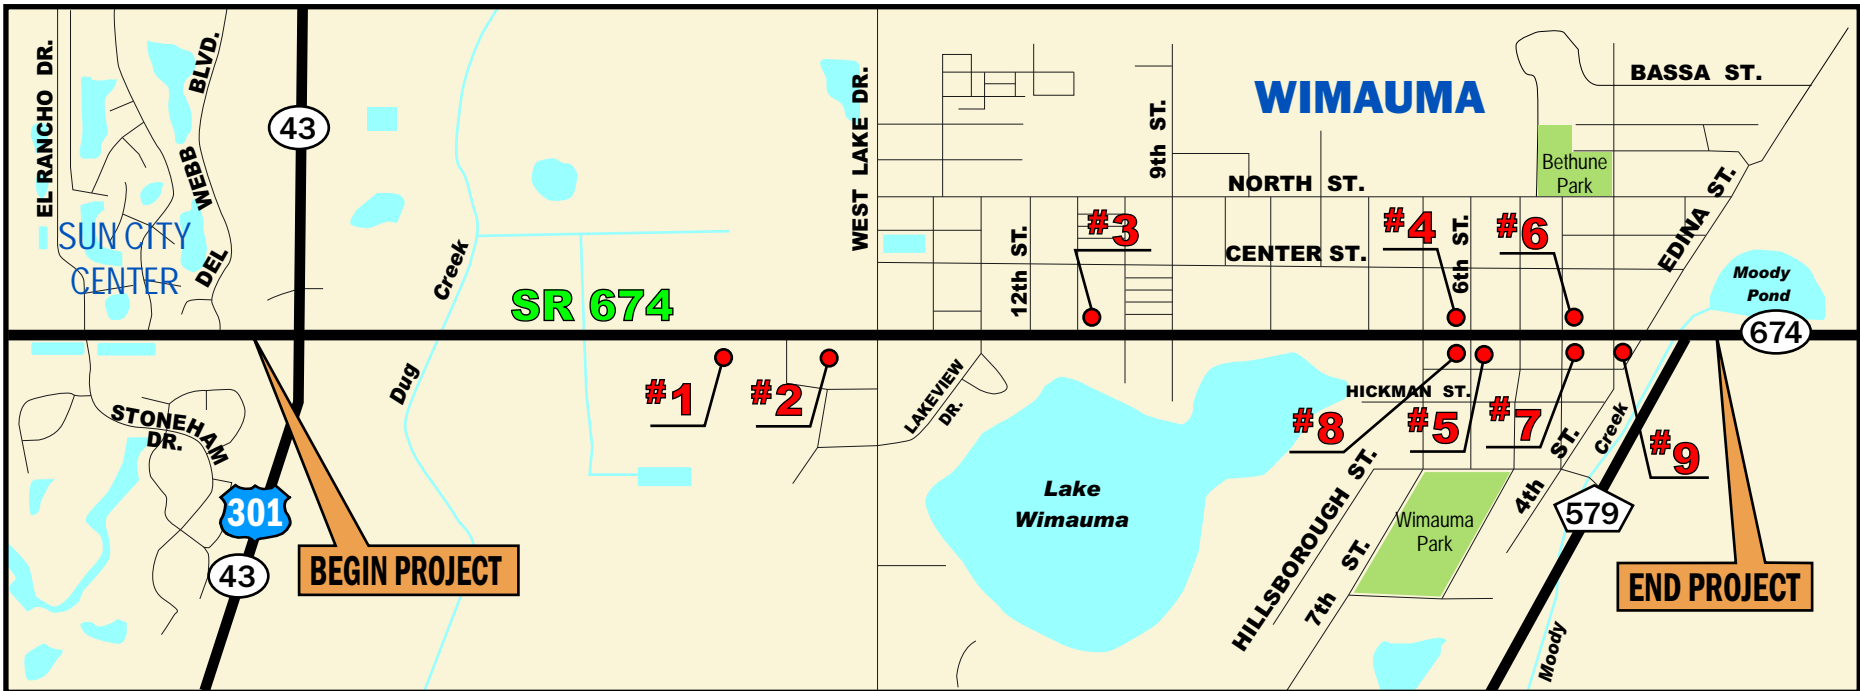 EL RANCHO DR.
WEBB
BLVD.
DEL
43
SUN CITY
CENTER
Creek
Dug
SR 674
WEST LAKE DR.
9th ST.
WIMAUMA
BASSA ST.
Bethune
Park
NORTH ST.
12th ST.
#3
CENTER ST.
#4
6th ST.
#6
EDINA ST.
Moody
Pond
674
STONEHAM
DR.
301
43
BEGIN PROJECT
#1
#2
LAKEVIEW
DR.
Lake
Wimauma
HICKMAN ST.
#8
#5
#7
#9
HILLSBOROUGH ST.
7th ST.
Wimauma
Park
4th ST.
Creek
Moody
579
END PROJECT